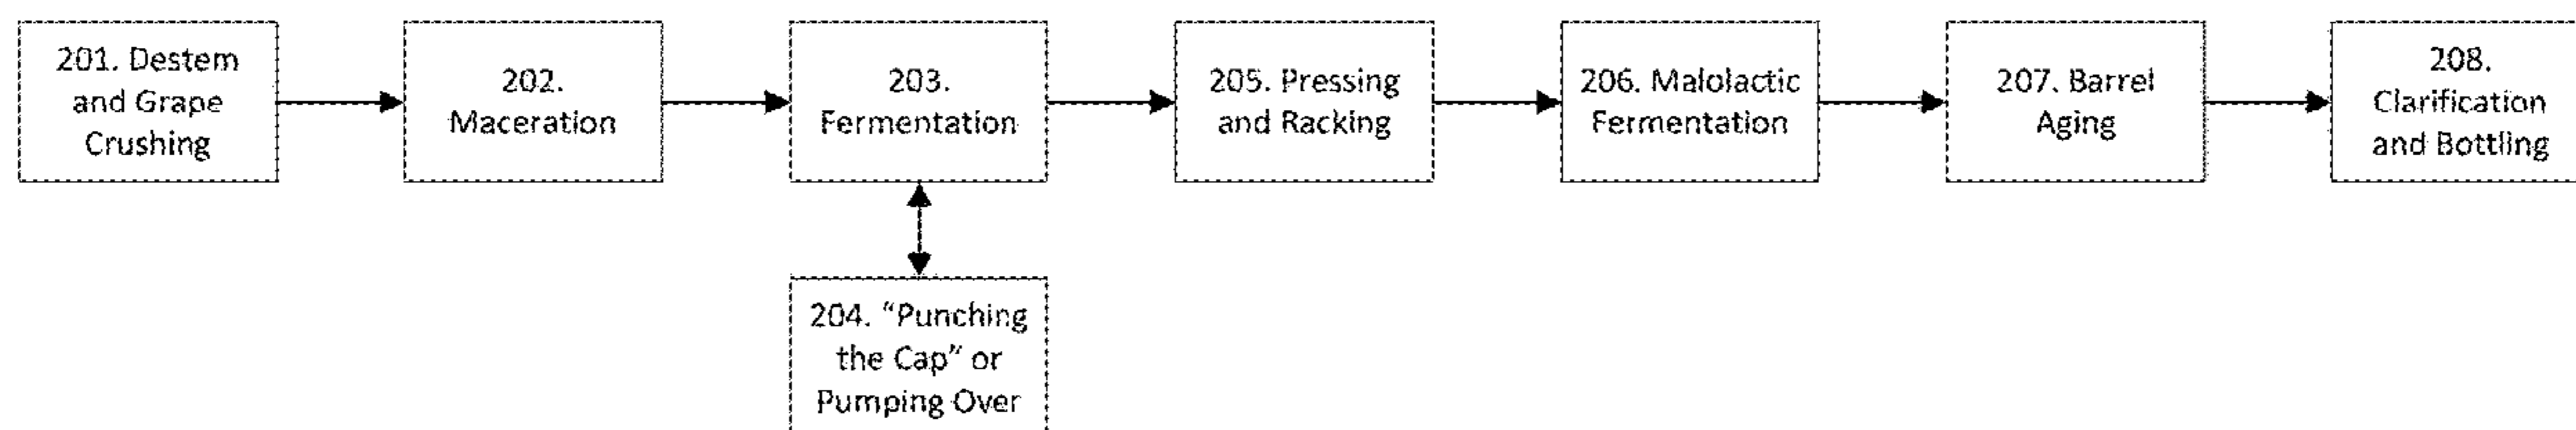 201. Destem
and Grape
Crushing
202.
Maceration
203.
Fermentation
204. “Punching
the Cap” or
Pumping Over
205. Pressing
and Racking
206. Malolactic
Fermentation
207. Barrel
Aging
208.
Clarification
and Bottling